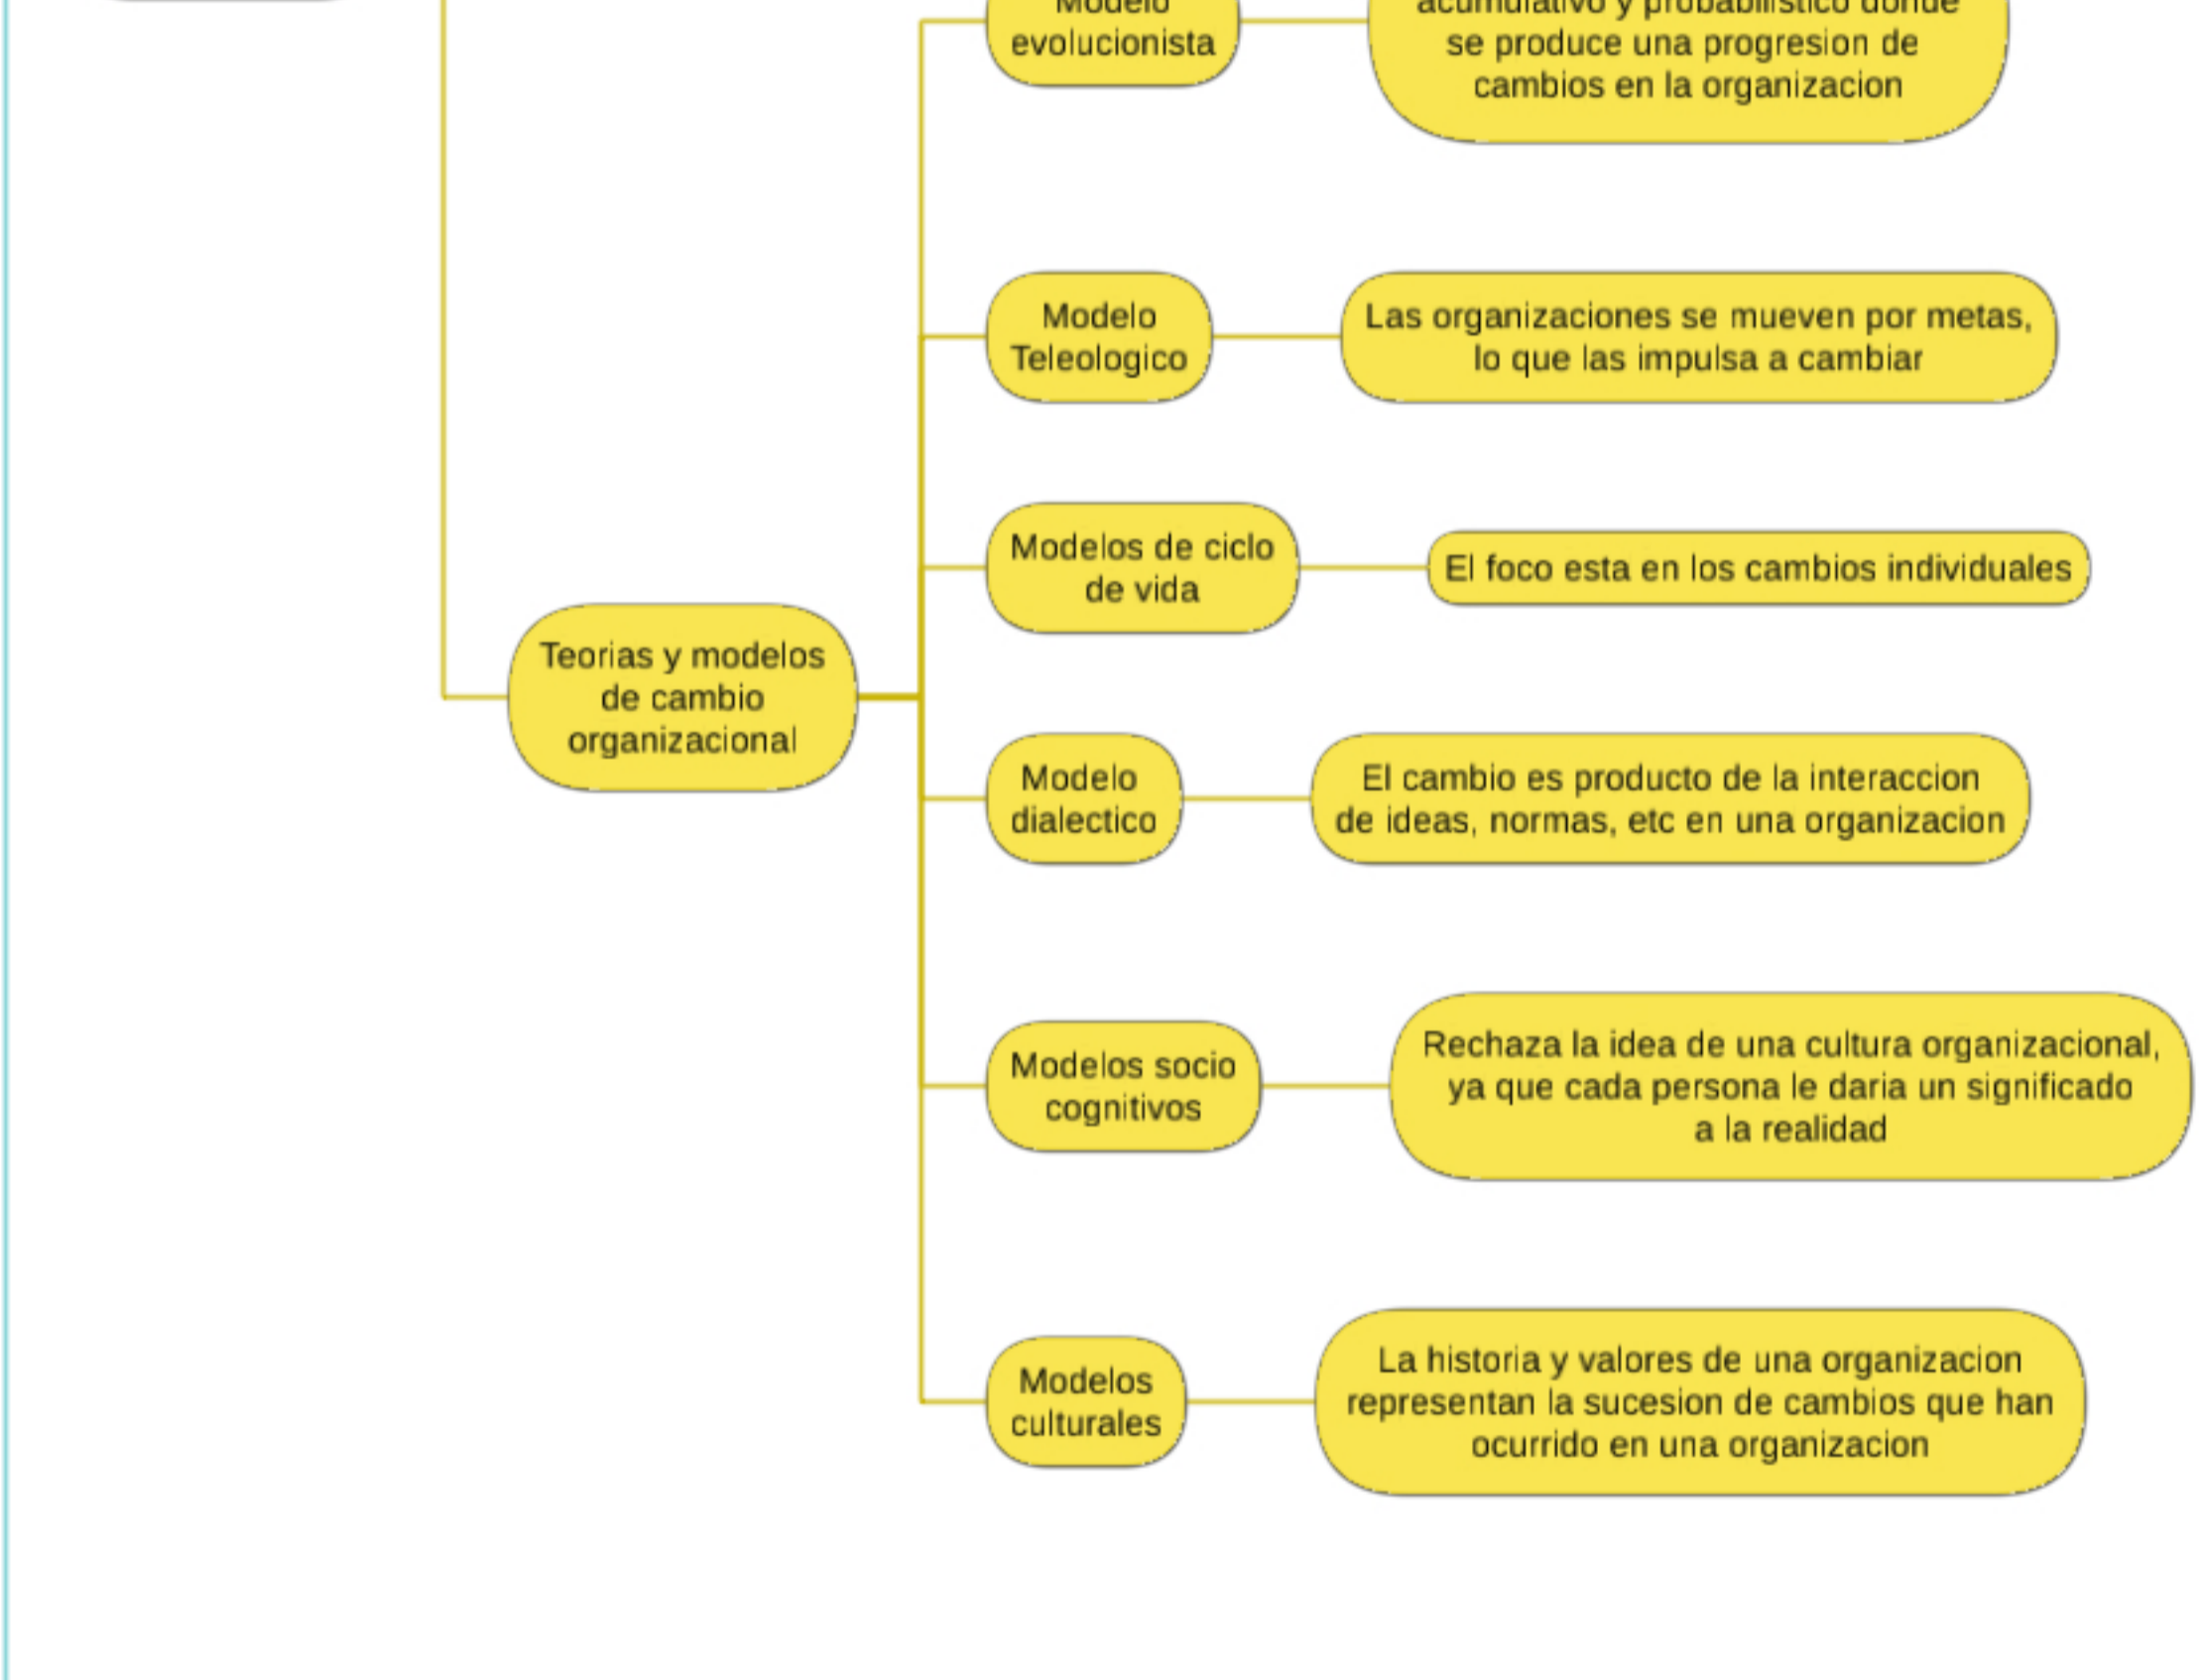 Modelo
evolucionista
acumulativo y probabilistico donde
se produce una progresion de
cambios en la organizacion
Modelo
Teleologico
Las organizaciones se mueven por metas,
lo que las impulsa a cambiar
Modelos de ciclo
de vida
El foco esta en los cambios individuales
Teorias y modelos
de cambio
organizacional
Modelo
dialectico
El cambio es producto de la interaccion
de ideas, normas, etc en una organizacion
Modelos socio
cognitivos
Rechaza la idea de una cultura organizacional,
ya que cada persona le daria un significado
a la realidad
Modelos
culturales
La historia y valores de una organizacion
representan la sucesion de cambios que han
ocurrido en una organizacion